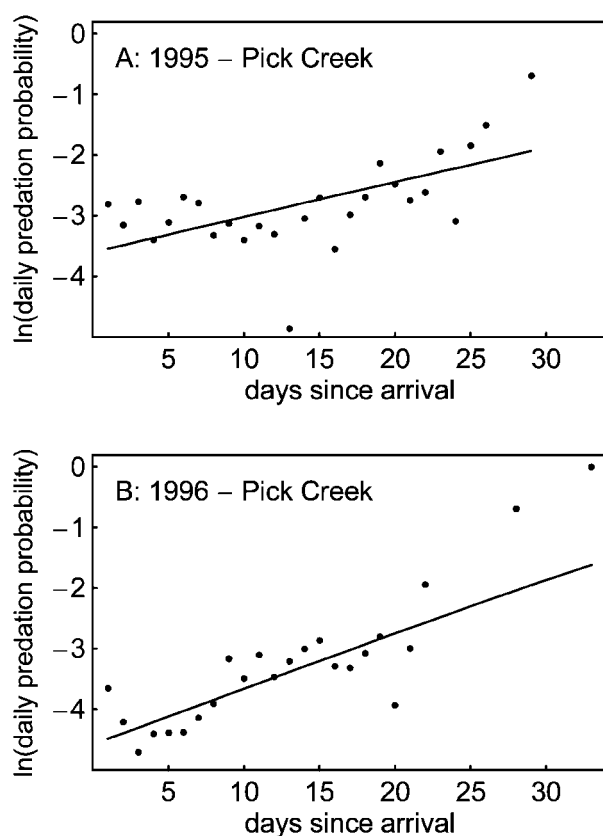 ln(daily predation probability)
0
A: 1995 – Pick Creek
−1
−2
−3
−4
5 10 15 20 25 30
days since arrival
ln(daily predation probability)
0
B: 1996 – Pick Creek
−1
−2
−3
−4
5 10 15 20 25 30
days since arrival